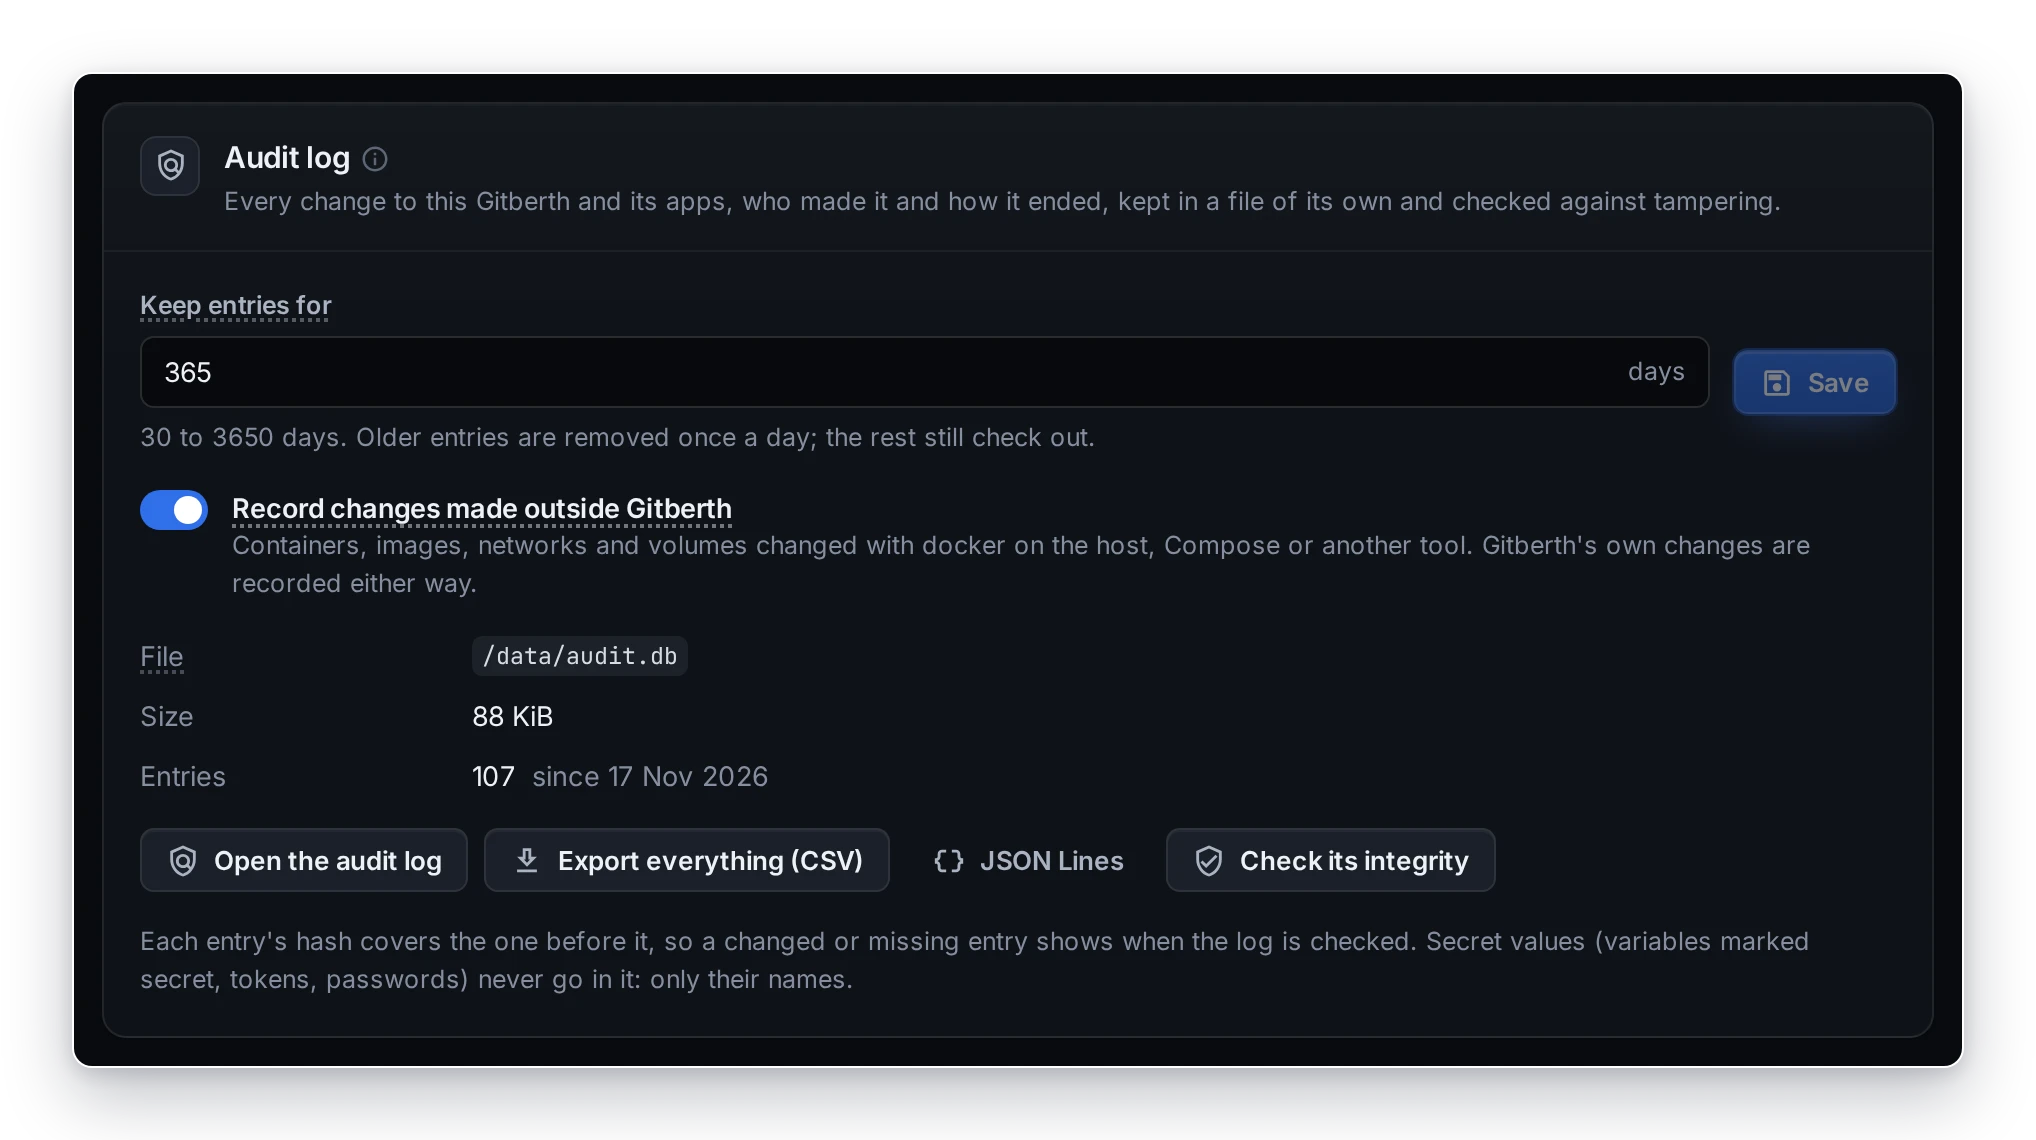 Audit log
Every change to this Gitberth and its apps, who made it and how it ended, kept in a file of its own and checked against tampering.
Keep entries for
365 days
Save
30 to 3650 days. Older entries are removed once a day; the rest still check out.
Record changes made outside Gitberth
Containers, images, networks and volumes changed with docker on the host, Compose or another tool. Gitberth's own changes are
recorded either way.
File /data/audit.db
Size 88 KiB
Entries 107 since 17 Nov 2026
Open the audit log Export everything (CSV) JSON Lines Check its integrity
Each entry's hash covers the one before it, so a changed or missing entry shows when the log is checked. Secret values (variables marked
secret, tokens, passwords) never go in it: only their names.